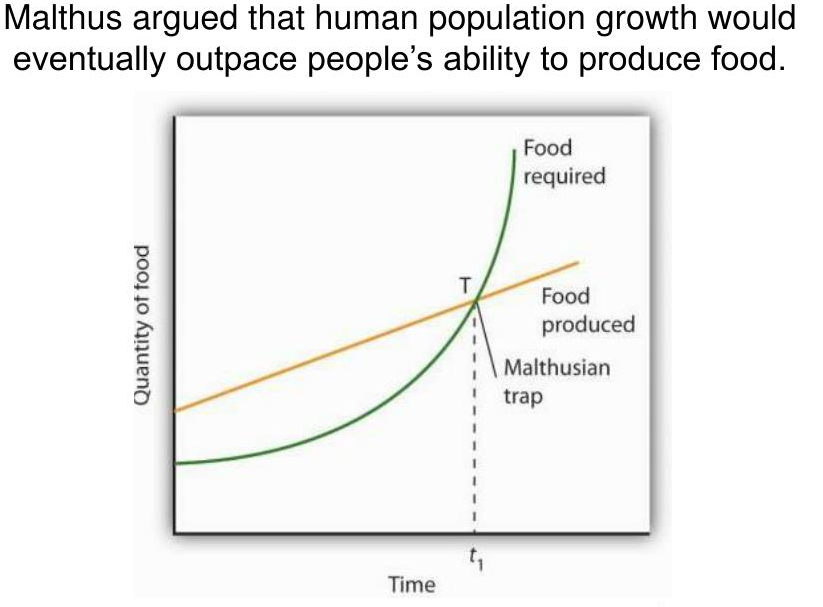 Malthus argued that human population growth would
eventually outpace people’s ability to produce food.
Food
required
T
Food
produced
Malthusian
trap
Quantity of food
t1
Time